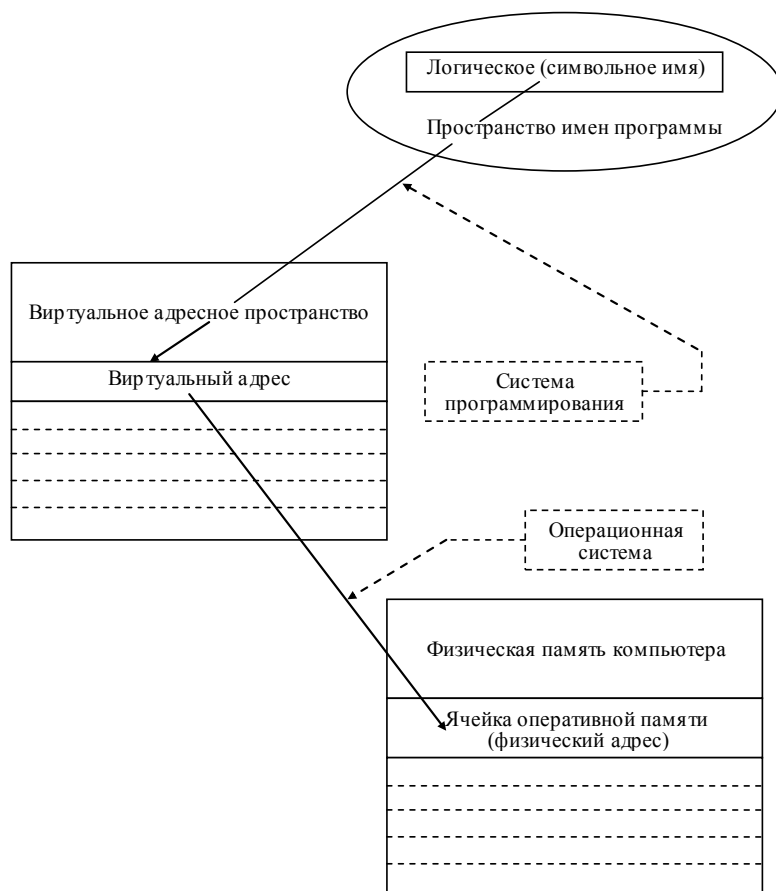 Логическое (символьное имя)
Пространство имен программы
Виртуальное адресное пространство
Виртуальный адрес
Система
программирования
Операционная
система
Физическая память компьютера
Ячейка оперативной памяти
(физический адрес)